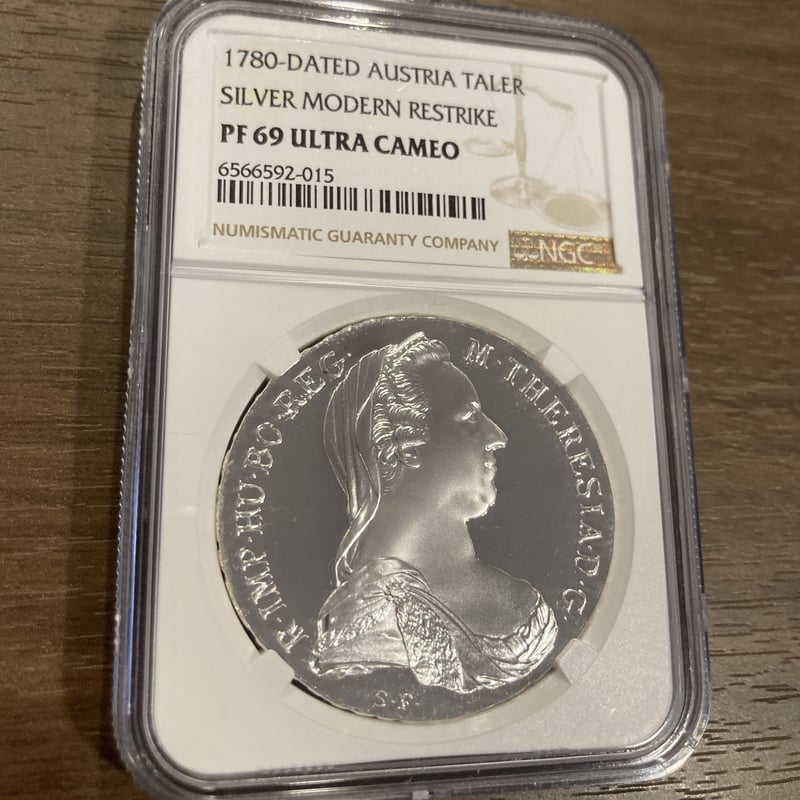 1780-DATED AUSTRIA TALER
SILVER MODERN RESTRIKE
PF 69 ULTRA CAMEO
6566592-015
NUMISMATIC GUARANTY COMPANY
NGC
R·IMP·HU·BO·REG·
M·THERESIA·D·G·
S·F·